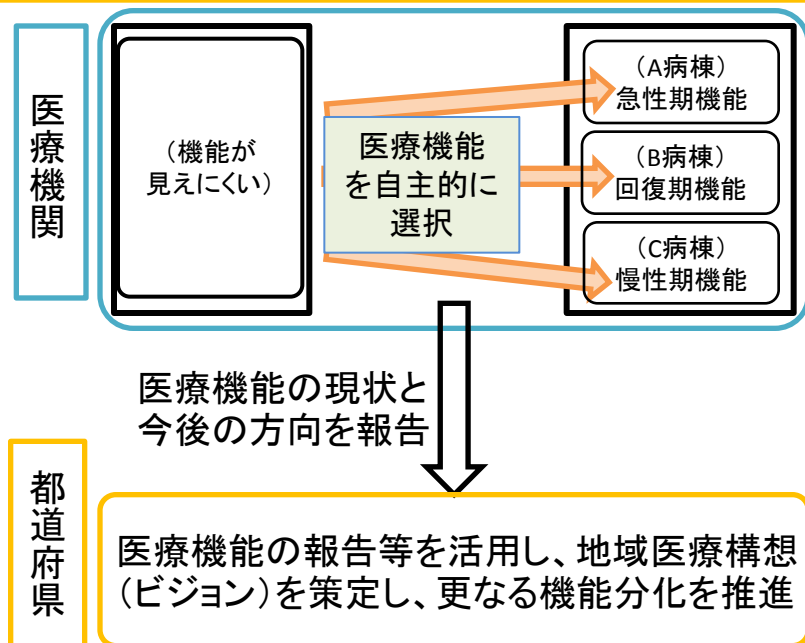 医療機関
（機能が
見えにくい）
医療機能
を自主的に
選択
（A病棟）
急性期機能
（B病棟）
回復期機能
（C病棟）
慢性期機能
医療機能の現状と
今後の方向を報告
都道府県
医療機能の報告等を活用し、地域医療構想
（ビジョン）を策定し、更なる機能分化を推進